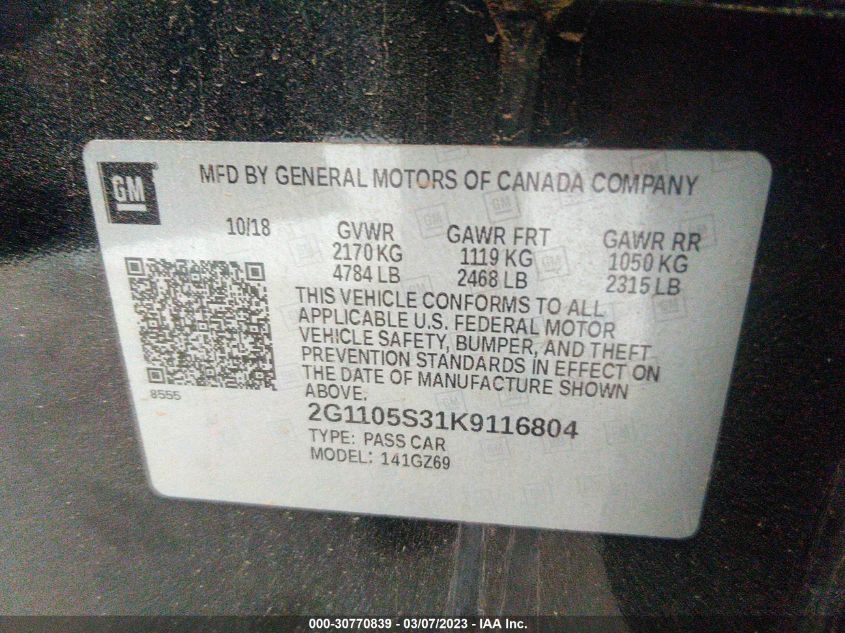 GM
MFD BY GENERAL MOTORS OF CANADA COMPANY
10/18
GVWR
2170 KG
4784 LB
GAWR FRT
1119 KG
2468 LB
GAWR RR
1050 KG
2315 LB
THIS VEHICLE CONFORMS TO ALL
APPLICABLE U.S. FEDERAL MOTOR
VEHICLE SAFETY, BUMPER, AND THEFT
PREVENTION STANDARDS IN EFFECT ON
THE DATE OF MANUFACTURE SHOWN
ABOVE.
8555
2G1105S31K9116804
TYPE: PASS CAR
MODEL: 141GZ69
000-30770839 - 03/07/2023 - IAA Inc.